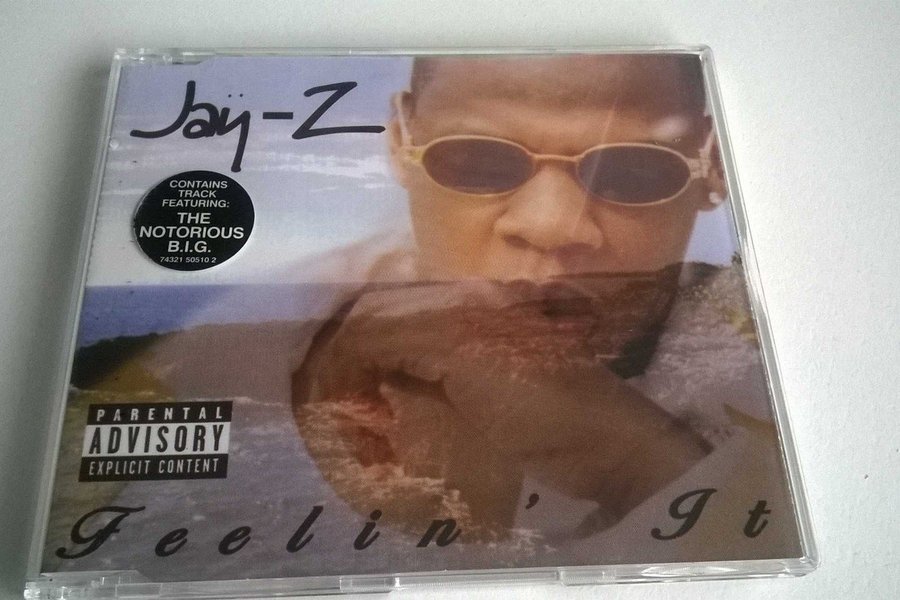 Jaÿ-Z
CONTAINS
TRACK
FEATURING:
THE
NOTORIOUS
B.I.G.
74321 50510 2
PARENTAL
ADVISORY
EXPLICIT CONTENT
Feelin' It